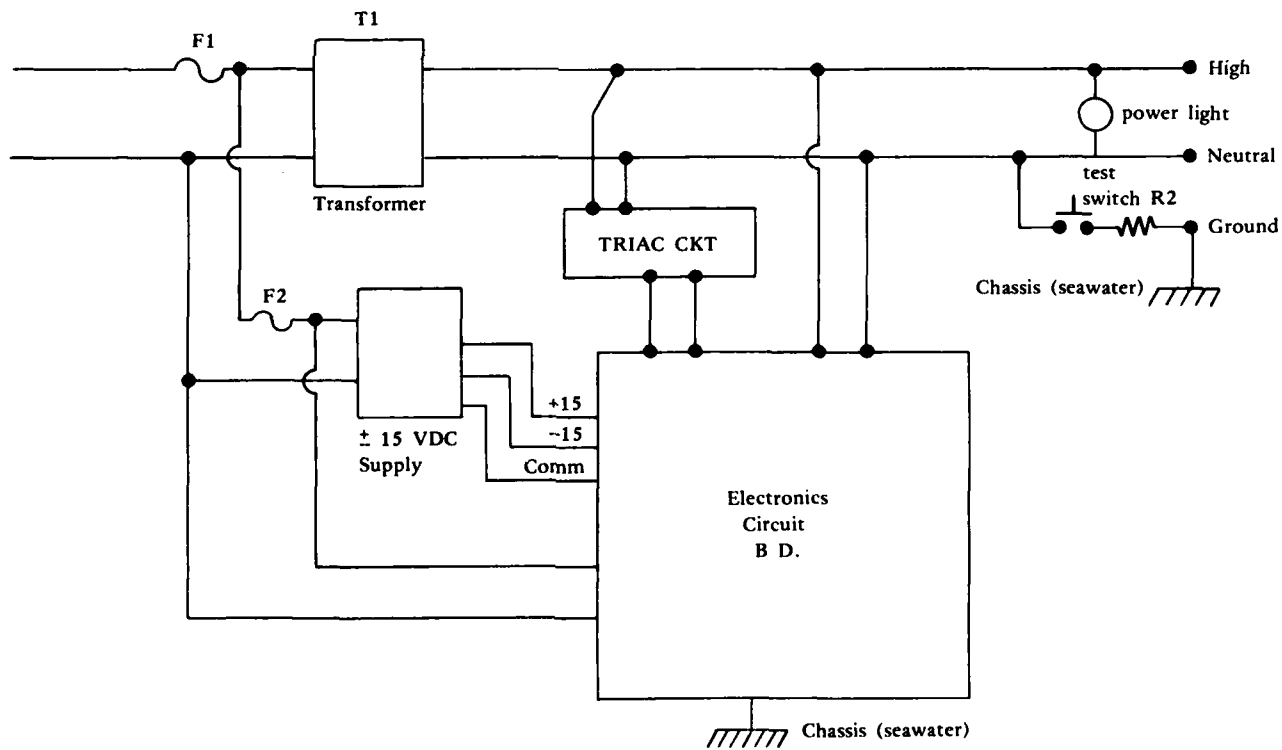 T1
F1
High
power light
Neutral
Transformer
test
switch R2
Ground
TRIAC CKT
Chassis (seawater)
F2
+15
-15
Comm
± 15 VDC
Supply
Electronics
Circuit
B D.
Chassis (seawater)